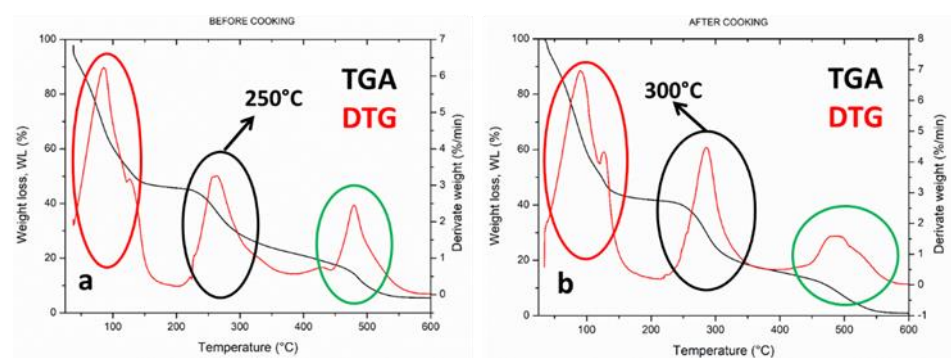 BEFORE COOKING
100
80
60
40
20
0
Weight loss, WL (%)
7
6
5
4
3
2
1
0
Derivate weight (%/min)
TGA
DTG
250°C
a
100
200
300
400
500
600
Temperature (°C)
AFTER COOKING
100
80
60
40
20
0
Weight loss, WL (%)
8
7
6
5
4
3
2
1
0
-1
Derivate weight (%/min)
TGA
DTG
300°C
b
100
200
300
400
500
600
Temperature (°C)